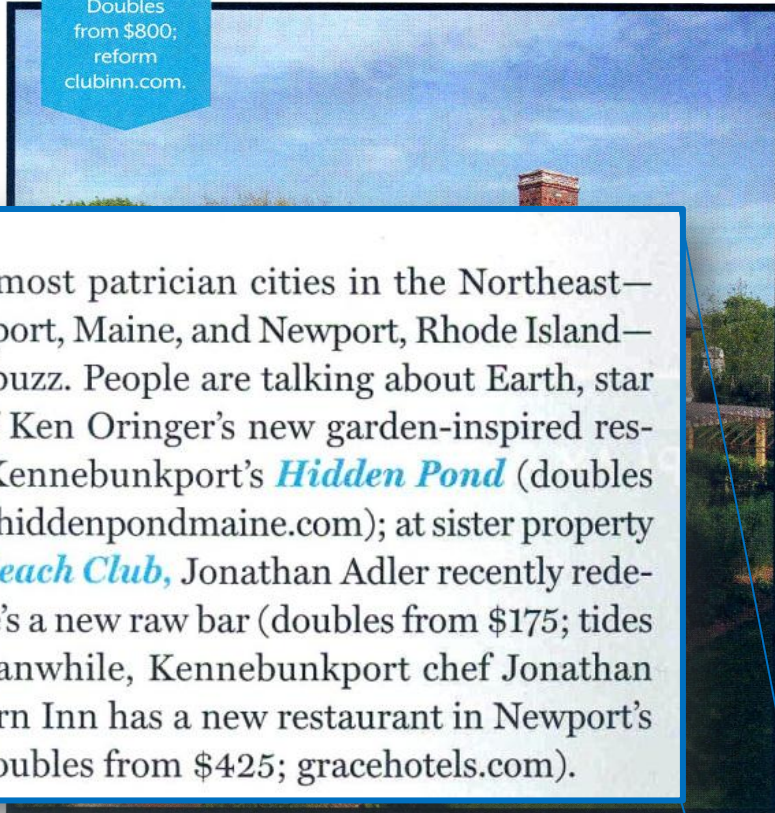 Doubles
from $800;
reform
clubinn.com.
most patrician cities in the Northeast—
port, Maine, and Newport, Rhode Island—
buzz. People are talking about Earth, star
Ken Oringer's new garden-inspired res-
Kennebunkport's Hidden Pond (doubles
hiddenpondmaine.com); at sister property
each Club, Jonathan Adler recently rede-
's a new raw bar (doubles from $175; tides
anwhile, Kennebunkport chef Jonathan
rn Inn has a new restaurant in Newport's
oubles from $425; gracehotels.com).